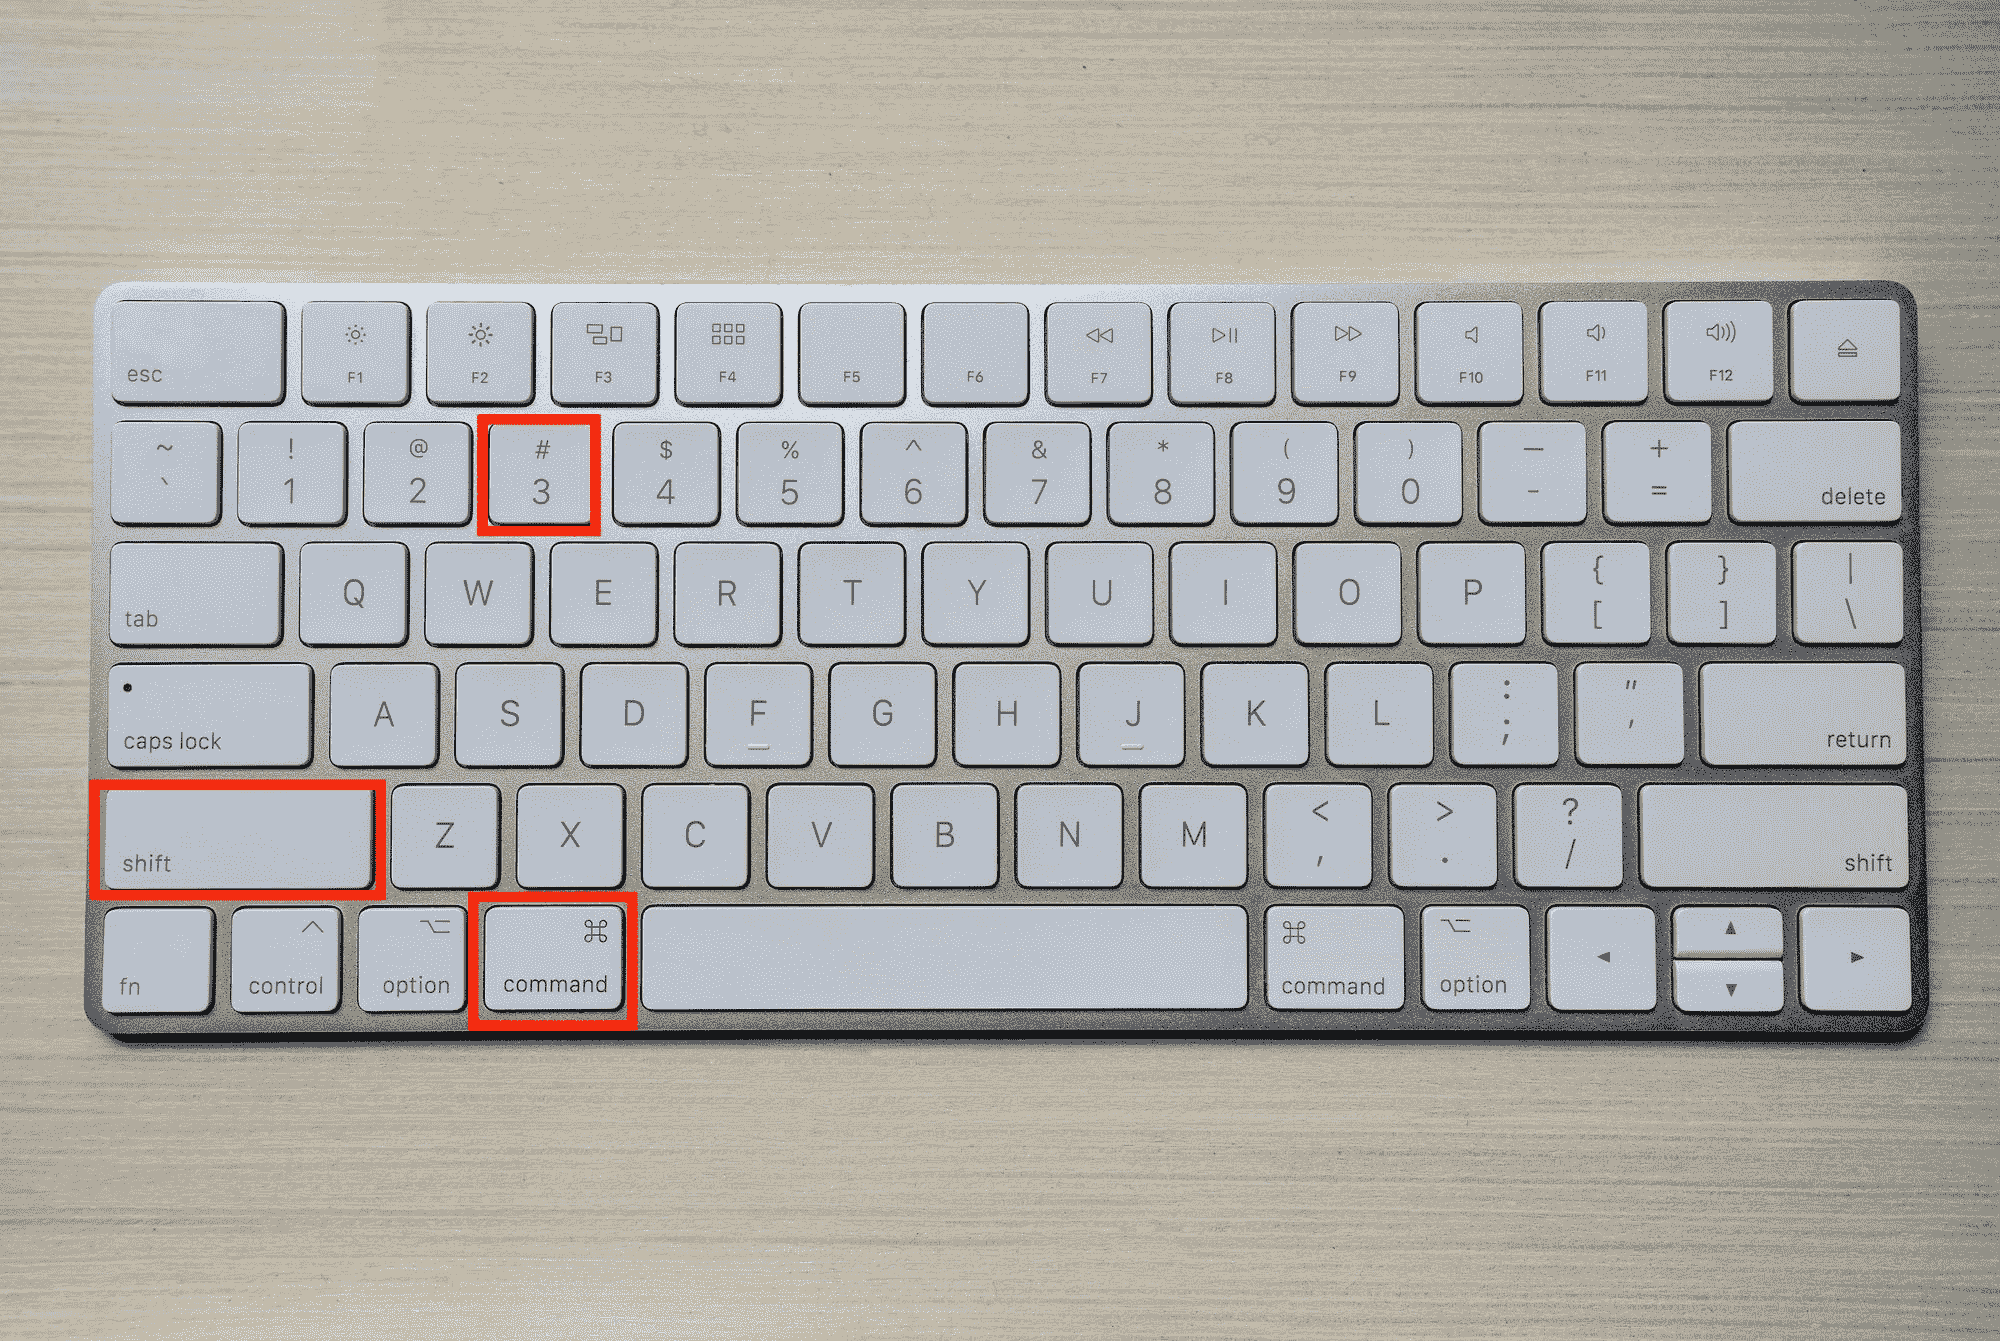 esc F1 F2 F3 F4 F5 F6 F7 F8 F9 F10 F11 F12
~ ! @ # $ % ^ & * ( ) — +
` 1 2 3 4 5 6 7 8 9 0 - = delete
tab Q W E R T Y U I O P { [ } ] | \
caps lock A S D F G H J K L : ; " ' return
shift Z X C V B N M < , > . ? / shift
fn control option ⌘ command ⌘ command option